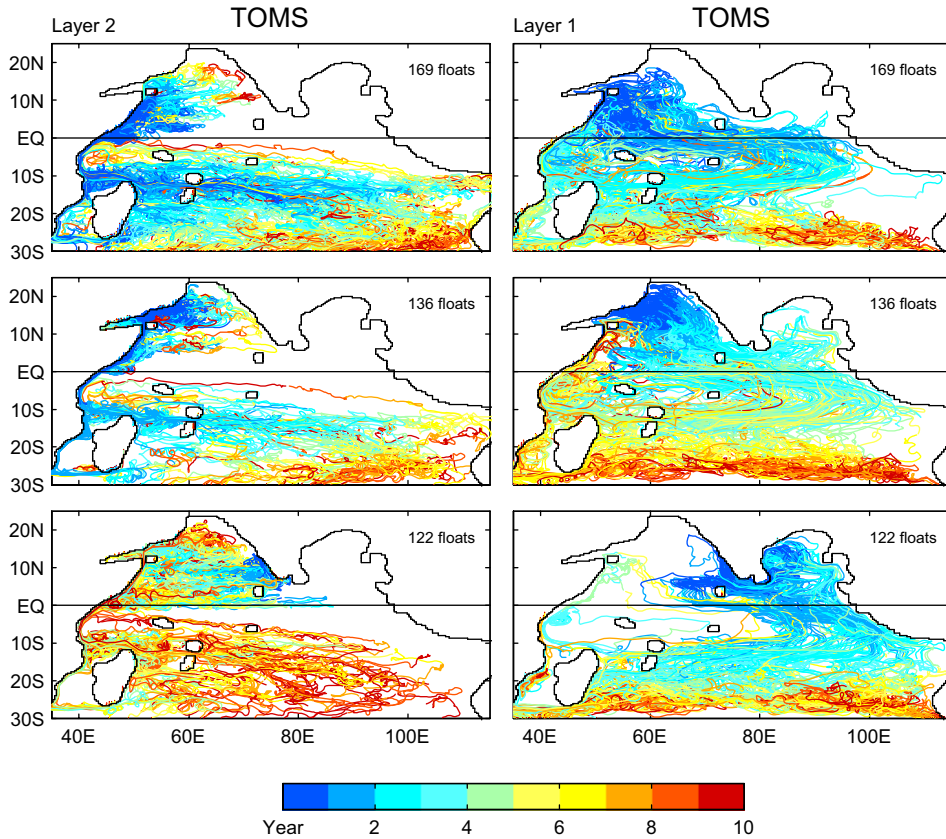 Layer 2 TOMS
Layer 1 TOMS
20N
10N
EQ
10S
20S
30S
169 floats
169 floats
20N
10N
EQ
10S
20S
30S
136 floats
136 floats
20N
10N
EQ
10S
20S
30S
122 floats
122 floats
40E 60E 80E 100E
40E 60E 80E 100E
Year 2 4 6 8 10